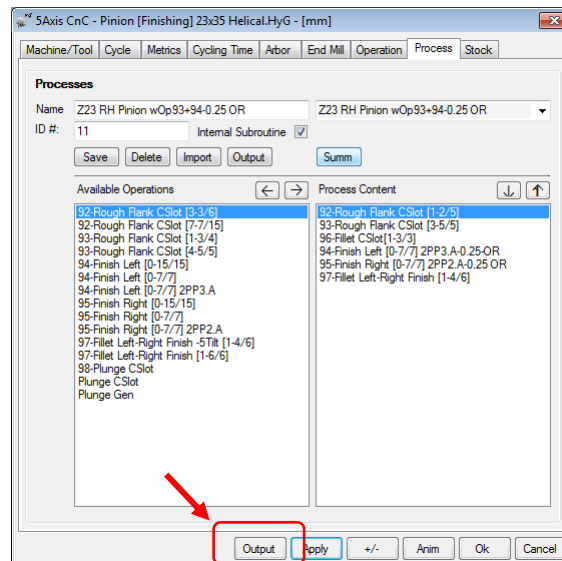 5Axis CnC - Pinion [Finishing] 23x35 Helical.HyG - [mm]
Machine/Tool Cycle Metrics Cycling Time Arbor End Mill Operation Process Stock
Processes
Name Z23 RH Pinion wOp93+94-0.25 OR Z23 RH Pinion wOp93+94-0.25 OR
ID #: 11 Internal Subroutine
Save Delete Import Output Summ
Available Operations Process Content
92-Rough Flank CSlot [3-3/6]
92-Rough Flank CSlot [7-7/15]
93-Rough Flank CSlot [1-3/4]
93-Rough Flank CSlot [4-5/5]
94-Finish Left [0-15/15]
94-Finish Left [0-7/7]
94-Finish Left [0-7/7] 2PP3.A
95-Finish Right [0-15/15]
95-Finish Right [0-7/7]
95-Finish Right [0-7/7] 2PP2.A
97-Fillet Left-Right Finish -5Tilt [1-4/6]
97-Fillet Left-Right Finish [1-6/6]
98-Plunge CSlot
Plunge CSlot
Plunge Gen
92-Rough Flank CSlot [1-2/5]
93-Rough Flank CSlot [3-5/5]
96-Fillet CSlot[1-3/3]
94-Finish Left [0-7/7] 2PP3.A-0.25-OR
95-Finish Right [0-7/7] 2PP2.A-0.25 OR
97-Fillet Left-Right Finish [1-4/6]
Output Apply +/- Anim Ok Cancel